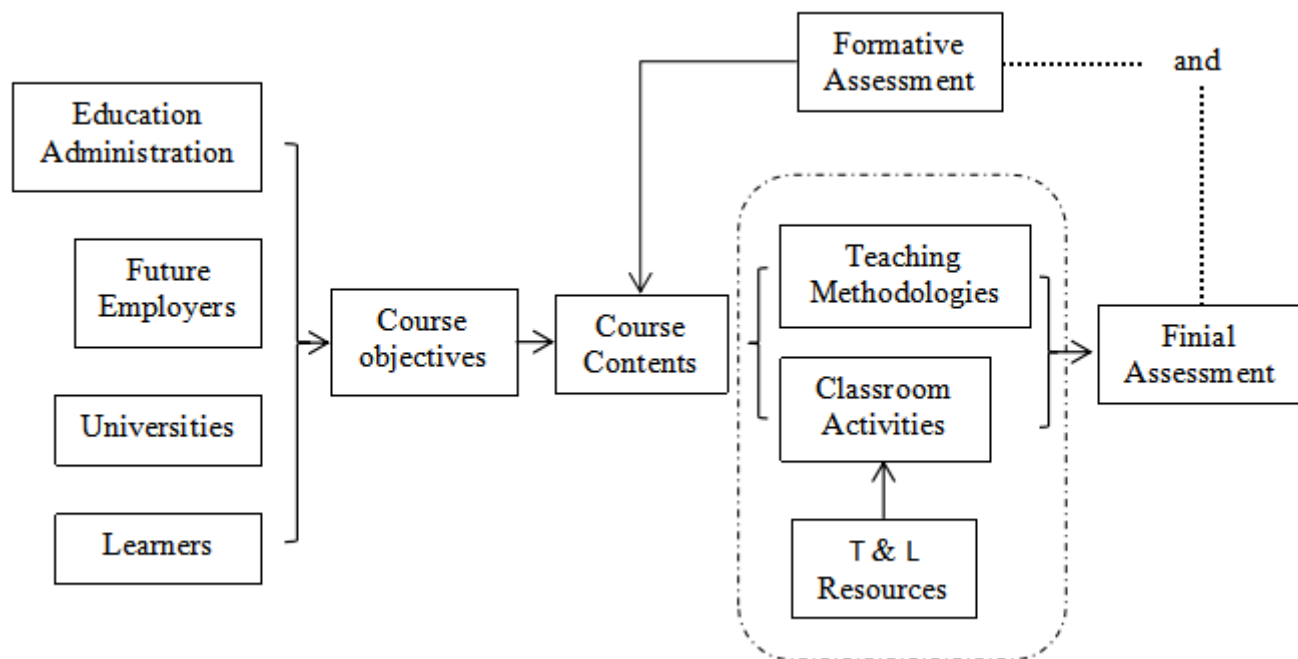 Education
Administration
Future
Employers
Universities
Learners
Course
objectives
Course
Contents
Formative
Assessment
and
Teaching
Methodologies
Classroom
Activities
T & L
Resources
Finial
Assessment